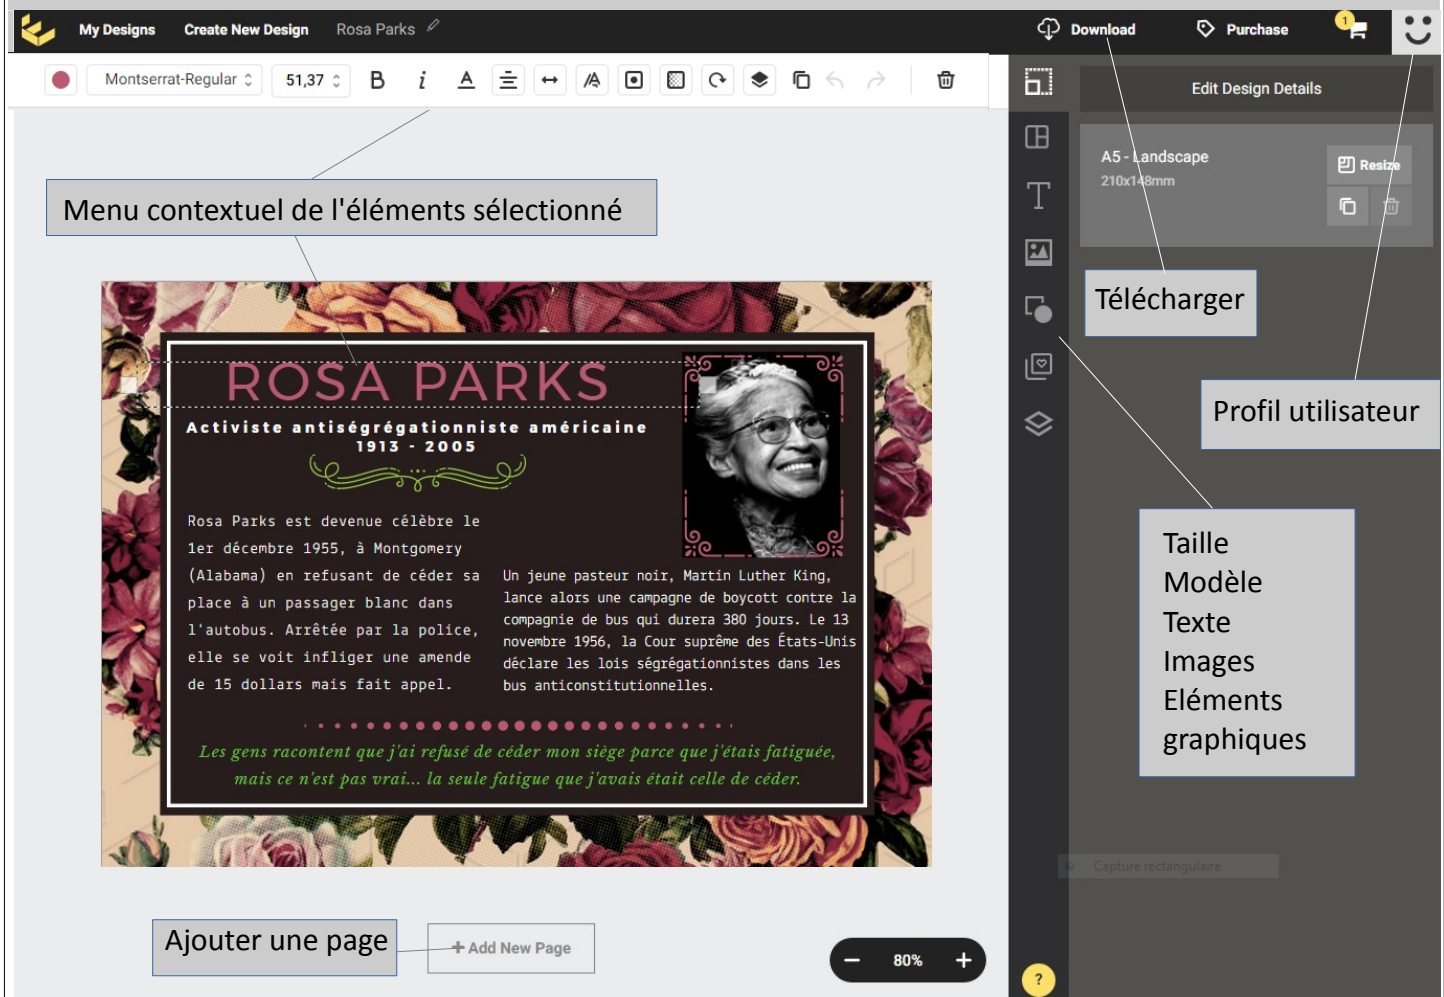 My Designs Create New Design Rosa Parks Download Purchase 1
Montserrat-Regular 51,37 B i A A
Edit Design Details
A5 - Landscape
210x148mm
Resize
Menu contextuel de l'éléments sélectionné
Télécharger
Profil utilisateur
ROSA PARKS
Activiste antiségrégationniste américaine
1913 - 2005
Rosa Parks est devenue célèbre le
1er décembre 1955, à Montgomery
(Alabama) en refusant de céder sa
place à un passager blanc dans
l'autobus. Arrêtée par la police,
elle se voit infliger une amende
de 15 dollars mais fait appel.
Un jeune pasteur noir, Martin Luther King,
lance alors une campagne de boycott contre la
compagnie de bus qui durera 380 jours. Le 13
novembre 1956, la Cour suprême des États-Unis
déclare les lois ségrégationnistes dans les
bus anticonstitutionnelles.
Les gens racontent que j'ai refusé de céder mon siège parce que j'étais fatiguée,
mais ce n'est pas vrai... la seule fatigue que j'avais était celle de céder.
Taille
Modèle
Texte
Images
Eléments
graphiques
Capture rectangulaire
Ajouter une page
+ Add New Page
80%
?